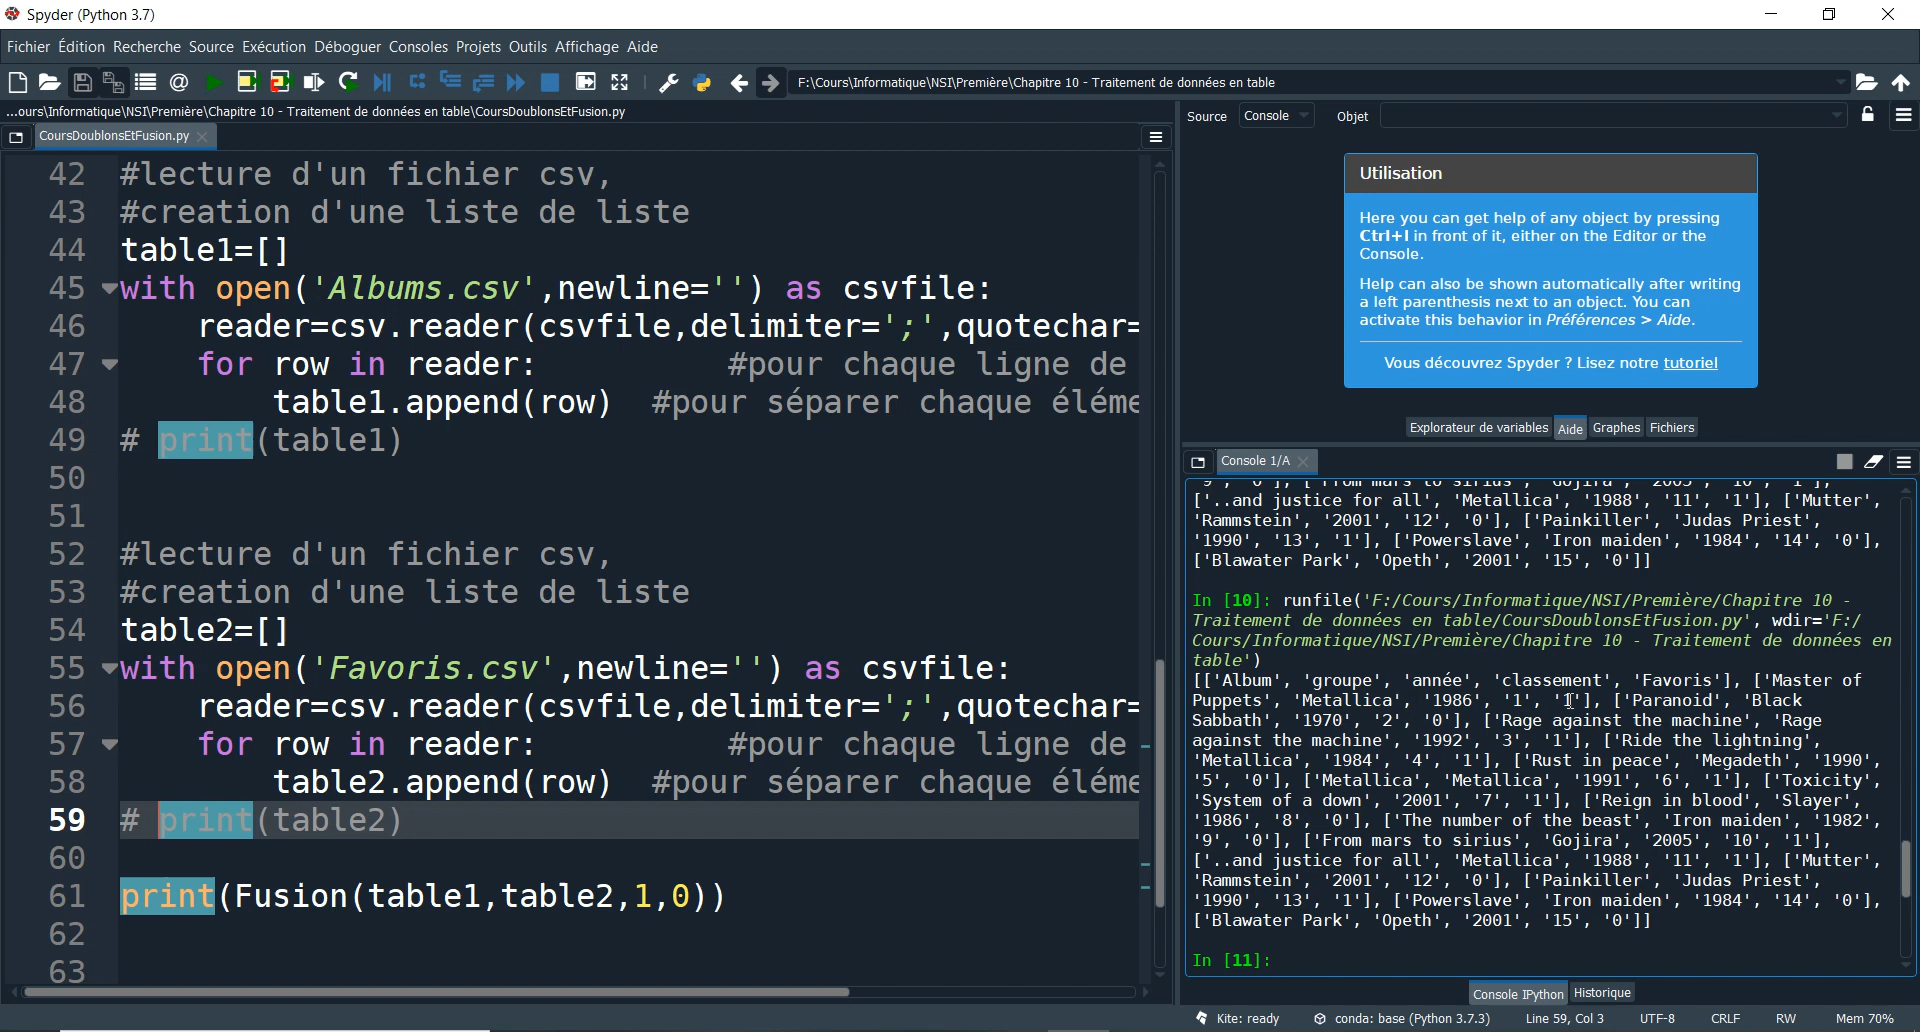 Spyder (Python 3.7)
Fichier Édition Recherche Source Exécution Déboguer Consoles Projets Outils Affichage Aide
F:\Cours\Informatique\NSI\Première\Chapitre 10 - Traitement de données en table
...ours\Informatique\NSI\Première\Chapitre 10 - Traitement de données en table\CoursDoublonsEtFusion.py
CoursDoublonsEtFusion.py
42 #lecture d'un fichier csv,
43 #creation d'une liste de liste
44 table1=[]
45 with open('Albums.csv',newline='') as csvfile:
46 reader=csv.reader(csvfile,delimiter=';',quotechar=
47 for row in reader: #pour chaque ligne de
48 table1.append(row) #pour séparer chaque éléme
49 # print(table1)
50
51
52 #lecture d'un fichier csv,
53 #creation d'une liste de liste
54 table2=[]
55 with open('Favoris.csv',newline='') as csvfile:
56 reader=csv.reader(csvfile,delimiter=';',quotechar=
57 for row in reader: #pour chaque ligne de
58 table2.append(row) #pour séparer chaque éléme
59 # print(table2)
60
61 print(Fusion(table1,table2,1,0))
62
63
Source Console Objet
Utilisation
Here you can get help of any object by pressing
Ctrl+I in front of it, either on the Editor or the
Console.
Help can also be shown automatically after writing
a left parenthesis next to an object. You can
activate this behavior in Préférences > Aide.
Vous découvrez Spyder ? Lisez notre tutoriel
Explorateur de variables Aide Graphes Fichiers
Console 1/A
'9', '0'], ['From mars to sirius', 'Gojira', '2005', '10', '1'],
['..and justice for all', 'Metallica', '1988', '11', '1'], ['Mutter',
'Rammstein', '2001', '12', '0'], ['Painkiller', 'Judas Priest',
'1990', '13', '1'], ['Powerslave', 'Iron maiden', '1984', '14', '0'],
['Blawater Park', 'Opeth', '2001', '15', '0']]
In [10]: runfile('F:/Cours/Informatique/NSI/Première/Chapitre 10 -
Traitement de données en table/CoursDoublonsEtFusion.py', wdir='F:/
Cours/Informatique/NSI/Première/Chapitre 10 - Traitement de données en
table')
[['Album', 'groupe', 'année', 'classement', 'Favoris'], ['Master of
Puppets', 'Metallica', '1986', '1', '1'], ['Paranoid', 'Black
Sabbath', '1970', '2', '0'], ['Rage against the machine', 'Rage
against the machine', '1992', '3', '1'], ['Ride the lightning',
'Metallica', '1984', '4', '1'], ['Rust in peace', 'Megadeth', '1990',
'5', '0'], ['Metallica', 'Metallica', '1991', '6', '1'], ['Toxicity',
'System of a down', '2001', '7', '1'], ['Reign in blood', 'Slayer',
'1986', '8', '0'], ['The number of the beast', 'Iron maiden', '1982',
'9', '0'], ['From mars to sirius', 'Gojira', '2005', '10', '1'],
['..and justice for all', 'Metallica', '1988', '11', '1'], ['Mutter',
'Rammstein', '2001', '12', '0'], ['Painkiller', 'Judas Priest',
'1990', '13', '1'], ['Powerslave', 'Iron maiden', '1984', '14', '0'],
['Blawater Park', 'Opeth', '2001', '15', '0']]
In [11]:
Console IPython Historique
Kite: ready conda: base (Python 3.7.3) Line 59, Col 3 UTF-8 CRLF RW Mem 70%